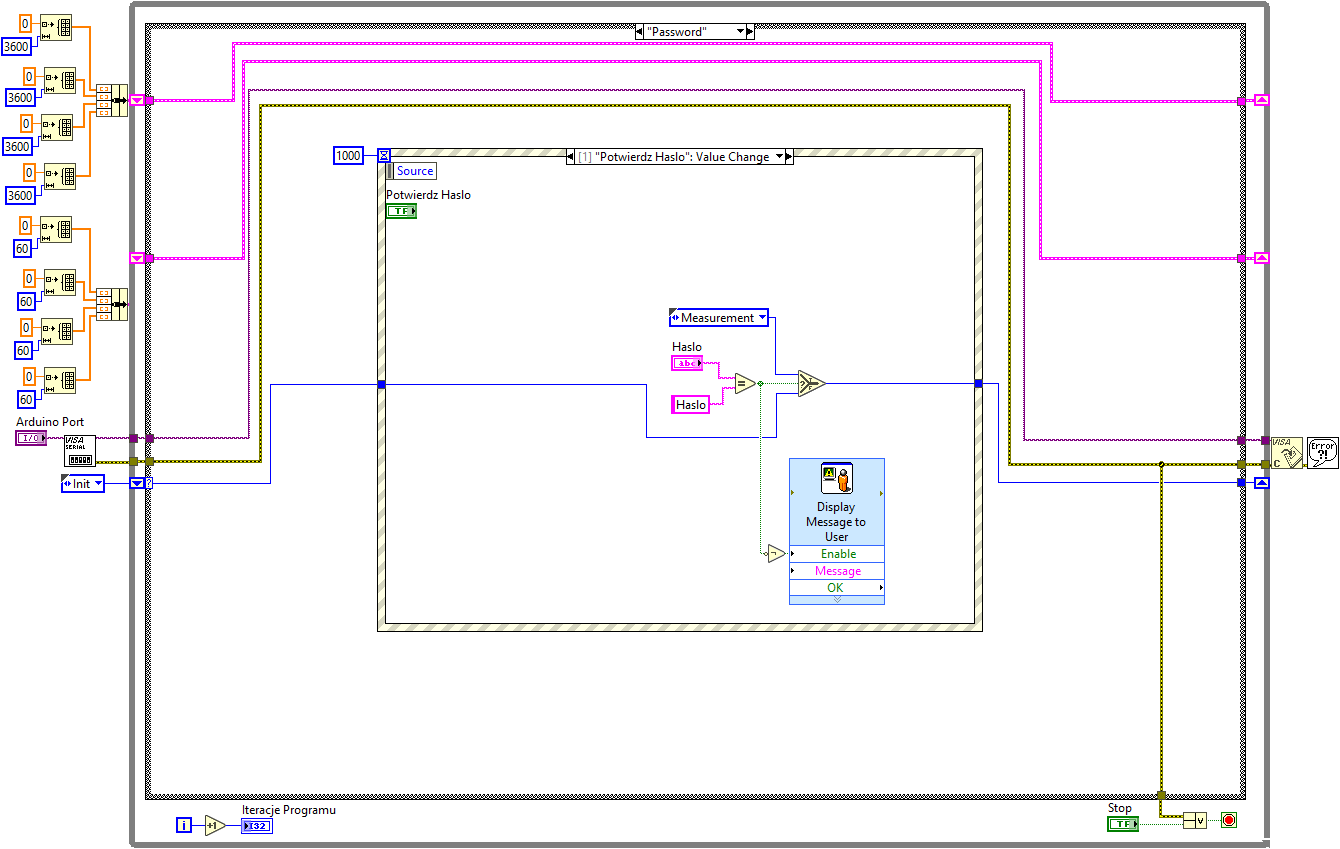 "Password"
0
3600
0
3600
0
3600
0
3600
0
60
0
60
0
60
0
60
1000
[1] "Potwierdz Haslo": Value Change
Source
Potwierdz Haslo
TF
Measurement
Haslo
abc
=
?
T
F
Haslo
Arduino Port
I/O
VISA
SERIAL
Init
?
Display
Message to
User
Enable
Message
OK
VISA
C
Error
?!
i
+1
Iteracje Programu
I32
Stop
TF
V